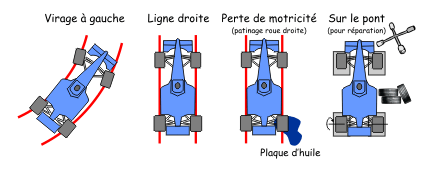 Virage à gauche
Ligne droite
Perte de motricité
(patinage roue droite)
Sur le pont
(pour réparation)
Plaque d'huile